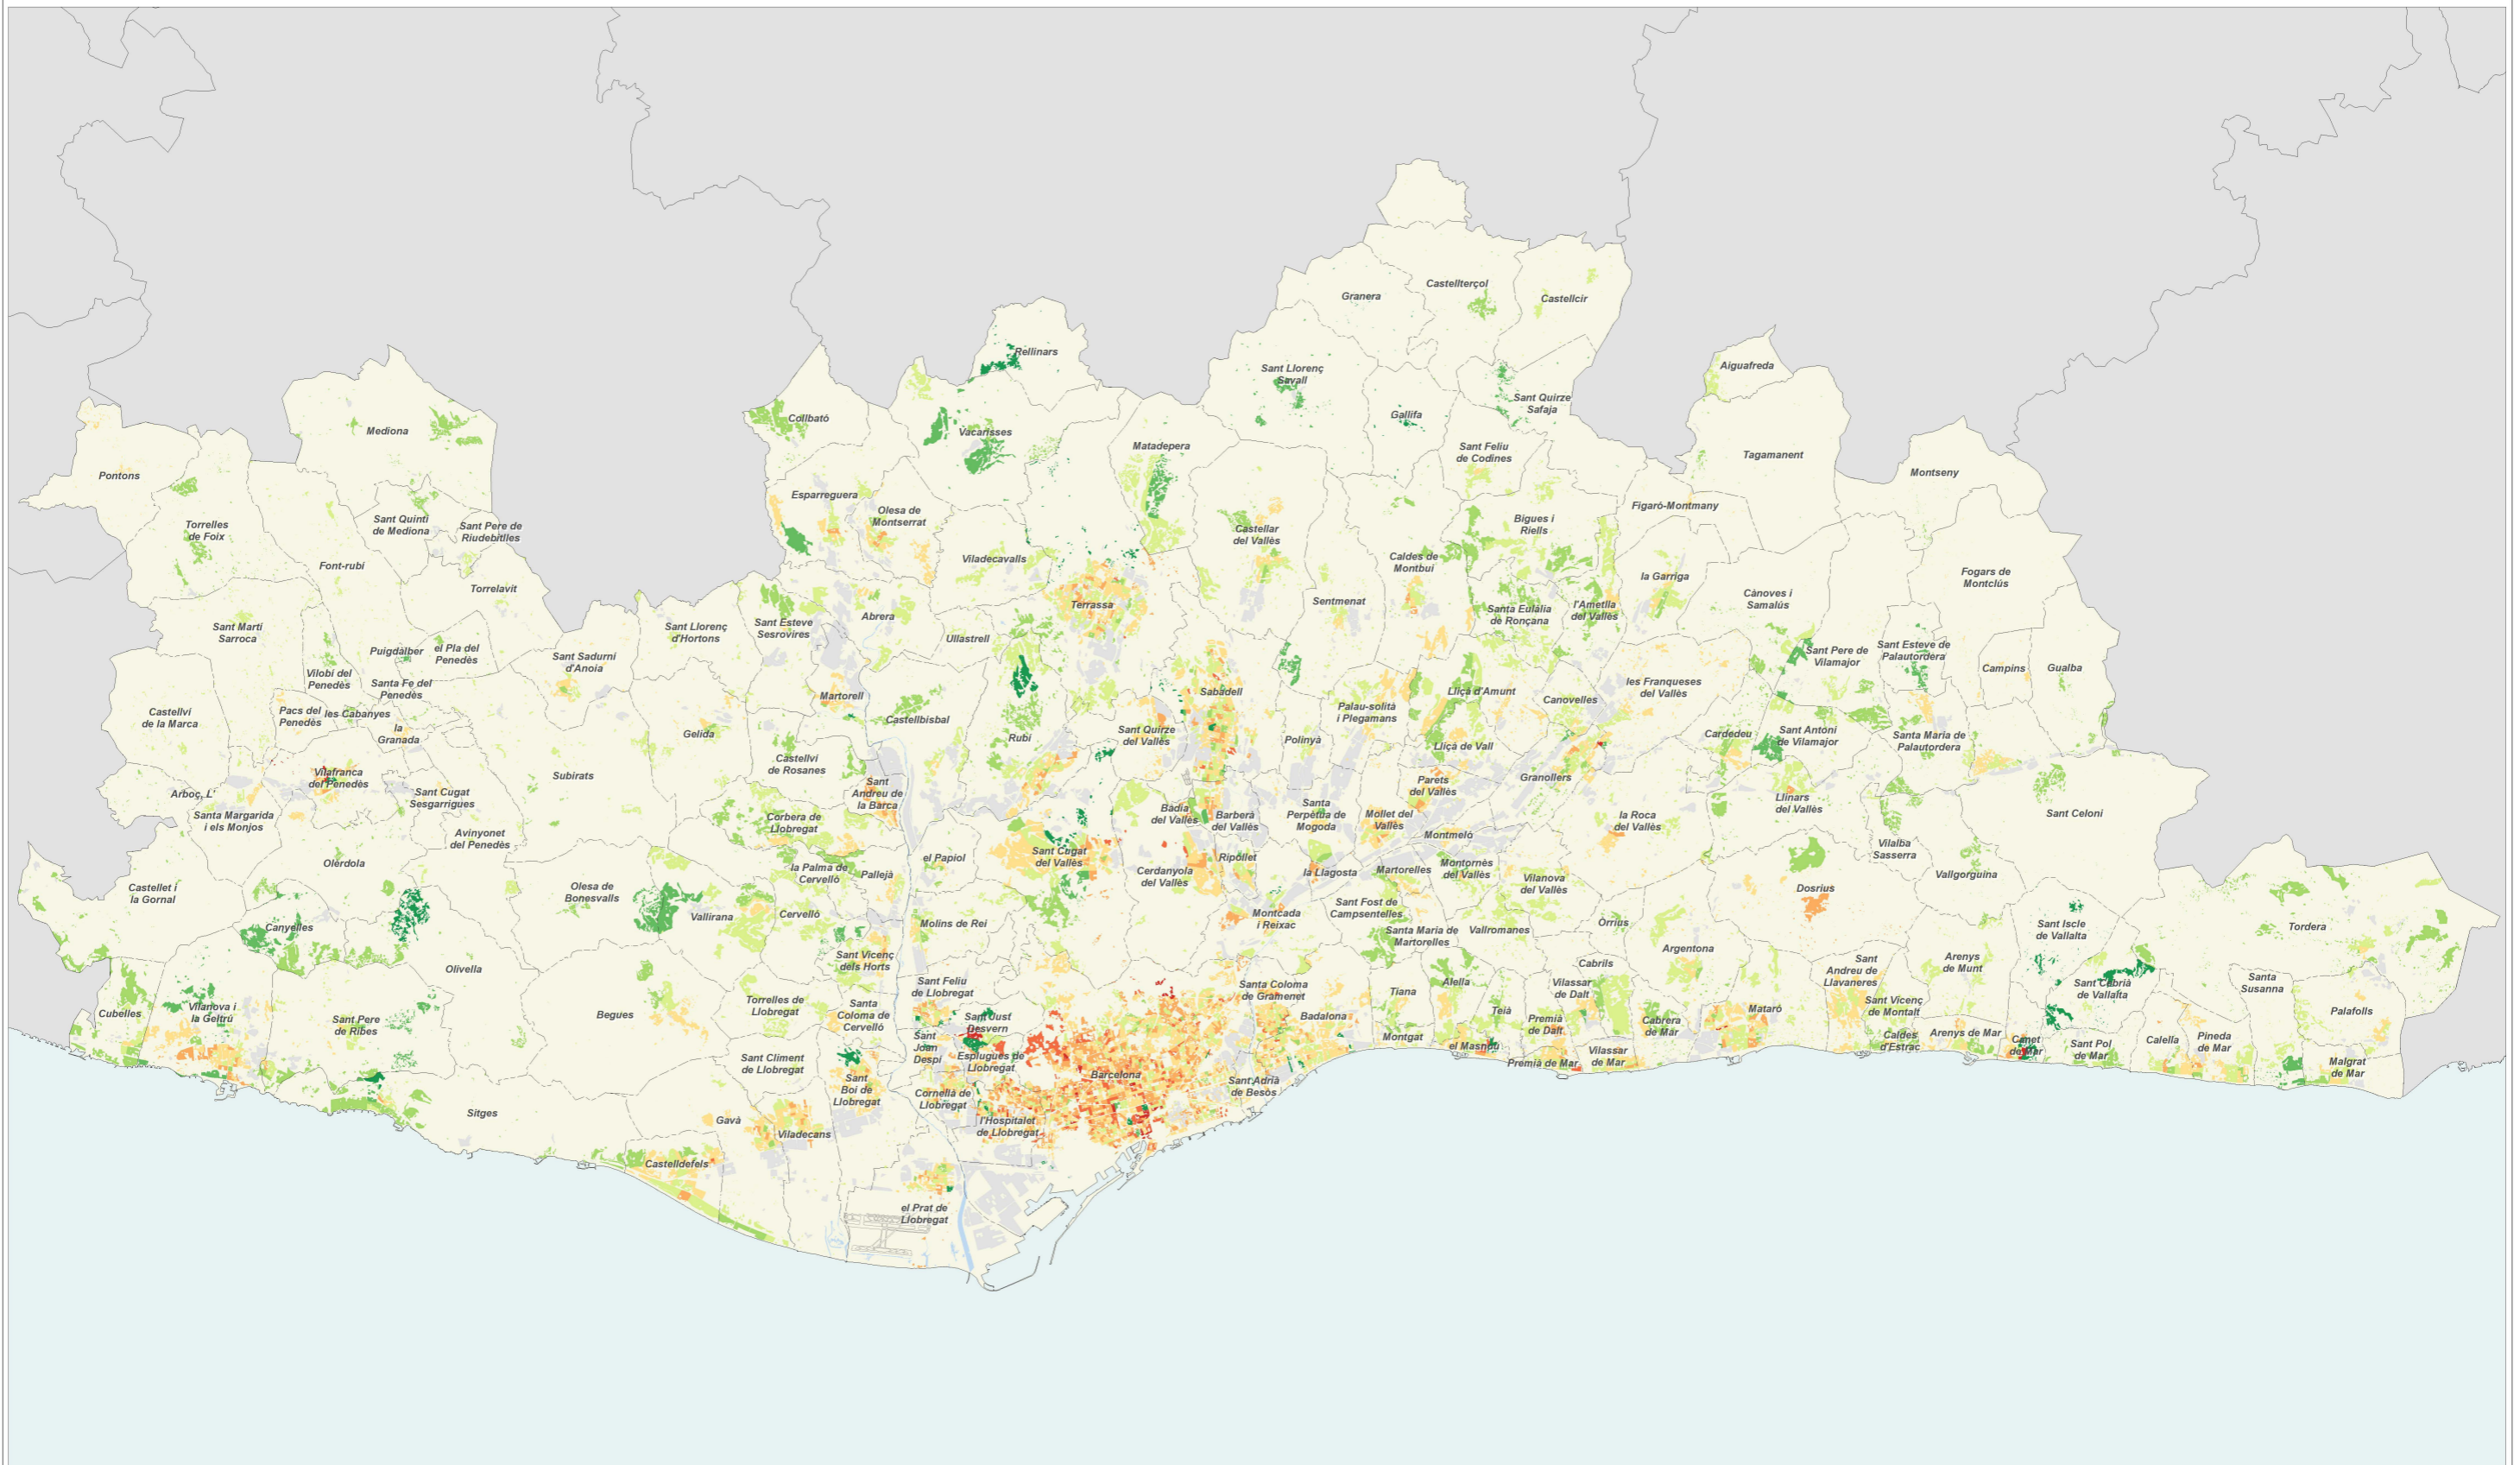 Castellterçol
Granera
Castellcir
Rellinars
Aiguafreda
Sant Llorenç
Savall
Sant Quirze
Safaja
Gallifa
Collbató
Mediona
Vacarisses
Matadepera
Sant Feliu
de Codines
Tagamanent
Montseny
Pontons
Esparreguera
Olesa de
Montserrat
Figaró-Montmany
Torrelles
de Foix
Sant Quintí
de Mediona
Sant Pere de
Riudebitlles
Castellar
del Vallès
Bigues i
Riells
Viladecavalls
Caldes de
Montbui
Font-rubí
Fogars de
Montclús
la Garriga
Torrelavit
Cànoves i
Samalús
Terrassa
Sentmenat
Santa Eulàlia
de Ronçana
l'Ametlla
del Vallès
Abrera
Sant Martí
Sarroca
Sant Llorenç
d'Hortons
Sant Esteve
Sesrovires
Ullastrell
Puigdàlber
el Pla del
Penedès
Sant Sadurní
d'Anoia
Sant Pere de
Vilamajor
Sant Esteve de
Palautordera
Campins
Gualba
Vilobí del
Penedès
Santa Fe del
Penedès
Martorell
Sabadell
Lliçà d'Amunt
Canovelles
les Franqueses
del Vallès
Castellví
de la Marca
Pacs del
Penedès
les Cabanyes
la
Granada
Gelida
Castellbisbal
Rubí
Sant Quirze
del Vallès
Palau-solità
i Plegamans
Polinyà
Lliçà de Vall
Cardedeu
Sant Antoni
de Vilamajor
Santa Maria de
Palautordera
Vilafranca
del Penedès
Subirats
Castellví
de Rosanes
Sant
Andreu de
la Barca
Granollers
Parets
del Vallès
Arboç, L'
Sant Cugat
Sesgarrigues
Santa Margarida
i els Monjos
Corbera de
Llobregat
Badia
del Vallès
Barberà
del Vallès
Santa
Perpètua de
Mogoda
Mollet del
Vallès
Montmeló
la Roca
del Vallès
Llinars
del Vallès
Sant Celoni
Avinyonet
del Penedès
Olèrdola
la Palma de
Cervelló
Pallejà
el Papiol
Sant Cugat
del Vallès
Ripollet
Cerdanyola
del Vallès
la Llagosta
Martorelles
Montornès
del Vallès
Vilanova
del Vallès
Vilalba
Sasserra
Vallgorguina
Castellet i
la Gornal
Olesa de
Bonesvalls
Vallirana
Cervelló
Sant Fost de
Campsentelles
Dosrius
Canyelles
Molins de Rei
Montcada
i Reixac
Santa Maria de
Martorelles
Vallromanes
Òrrius
Sant Iscle
de Vallalta
Tordera
Argentona
Olivella
Sant Vicenç
dels Horts
Cabrils
Sant
Andreu de
Llavaneres
Arenys
de Munt
Sant Feliu
de Llobregat
Santa Coloma
de Gramenet
Tiana
Alella
Vilassar
de Dalt
Sant Cebrià
de Vallalta
Santa
Susanna
Cubelles
Vilanova i
la Geltrú
Sant Pere
de Ribes
Begues
Torrelles de
Llobregat
Santa
Coloma de
Cervelló
Sant Just
Desvern
Badalona
Teià
Premià
de Dalt
Cabrera
de Mar
Mataró
Sant Vicenç
de Montalt
Palafolls
Sant
Joan
Despí
Montgat
el Masnou
Caldes
d'Estrac
Arenys de Mar
Canet
de Mar
Sant Pol
de Mar
Calella
Pineda
de Mar
Sant Climent
de Llobregat
Esplugues de
Llobregat
Premià de Mar
Vilassar
de Mar
Malgrat
de Mar
Barcelona
Sant Adrià
de Besòs
Sant
Boi de
Llobregat
Cornellà de
Llobregat
Sitges
Gavà
Viladecans
l'Hospitalet
de Llobregat
Castelldefels
el Prat de
Llobregat